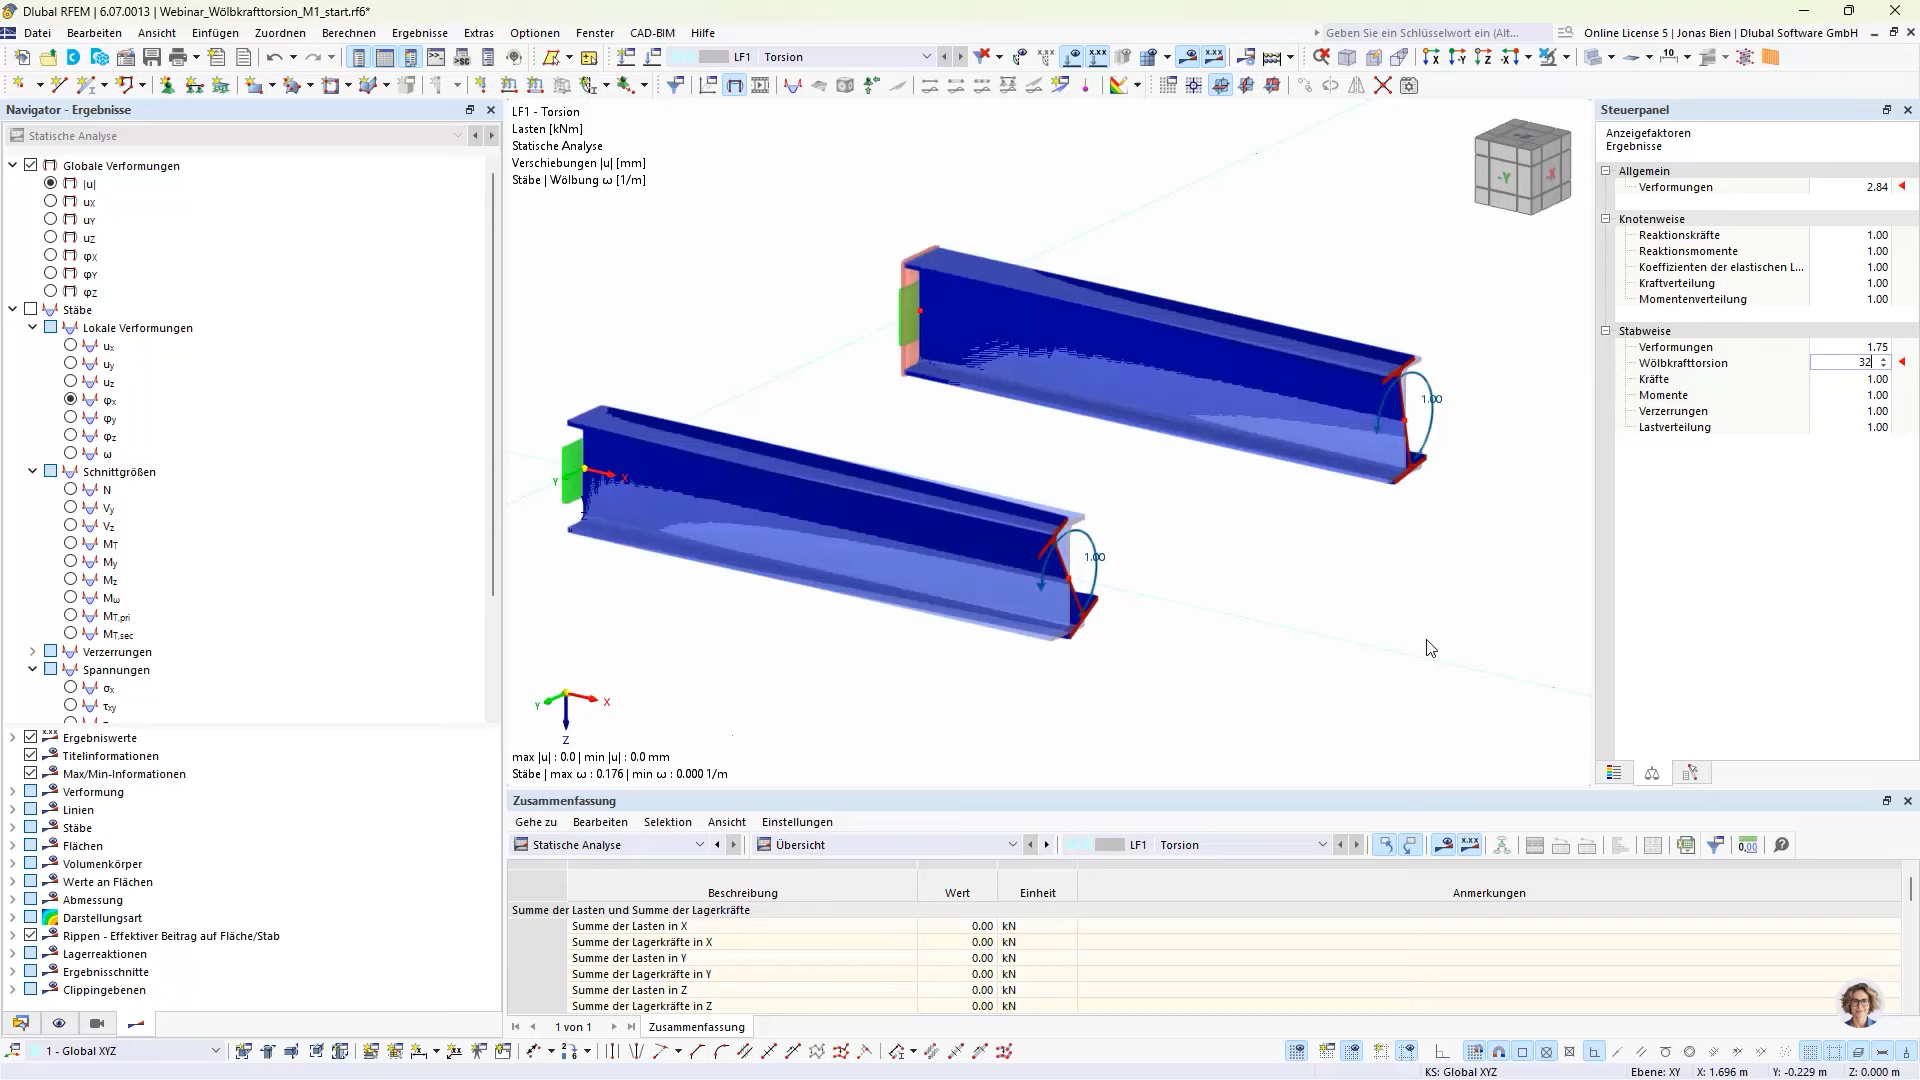 Dlubal RFEM | 6.07.0013 | Webinar_Wölbkrafttorsion_M1_start.rf6*
Datei Bearbeiten Ansicht Einfügen Zuordnen Berechnen Ergebnisse Extras Optionen Fenster CAD-BIM Hilfe
Geben Sie ein Schlüsselwort ein (Alt... Online License 5 | Jonas Bien | Dlubal Software GmbH
LF1 Torsion
Navigator - Ergebnisse
Statische Analyse
Globale Verformungen
|u|
uX
uY
uZ
φX
φY
φZ
Stäbe
Lokale Verformungen
ux
uy
uz
φx
φy
φz
ω
Schnittgrößen
N
Vy
Vz
MT
My
Mz
Mω
MT,pri
MT,sec
Verzerrungen
Spannungen
σx
τxy
Ergebniswerte
Titelinformationen
Max/Min-Informationen
Verformung
Linien
Stäbe
Flächen
Volumenkörper
Werte an Flächen
Abmessung
Darstellungsart
Rippen - Effektiver Beitrag auf Fläche/Stab
Lagerreaktionen
Ergebnisschnitte
Clippingebenen
1 - Global XYZ
LF1 - Torsion
Lasten [kNm]
Statische Analyse
Verschiebungen |u| [mm]
Stäbe | Wölbung ω [1/m]
-Y -X
1.00
1.00
Y X
Y X
Z
max |u| : 0.0 | min |u| : 0.0 mm
Stäbe | max ω : 0.176 | min ω : 0.000 1/m
Steuerpanel
Anzeigefaktoren
Ergebnisse
Allgemein
Verformungen 2.84
Knotenweise
Reaktionskräfte 1.00
Reaktionsmomente 1.00
Koeffizienten der elastischen L... 1.00
Kraftverteilung 1.00
Momentenverteilung 1.00
Stabweise
Verformungen 1.75
Wölbkrafttorsion 32
Kräfte 1.00
Momente 1.00
Verzerrungen 1.00
Lastverteilung 1.00
Zusammenfassung
Gehe zu Bearbeiten Selektion Ansicht Einstellungen
Statische Analyse Übersicht LF1 Torsion
Beschreibung Wert Einheit Anmerkungen
Summe der Lasten und Summe der Lagerkräfte
Summe der Lasten in X 0.00 kN
Summe der Lagerkräfte in X 0.00 kN
Summe der Lasten in Y 0.00 kN
Summe der Lagerkräfte in Y 0.00 kN
Summe der Lasten in Z 0.00 kN
Summe der Lagerkräfte in Z 0.00 kN
1 von 1 Zusammenfassung
KS: Global XYZ Ebene: XY X: 1.696 m Y: -0.229 m Z: 0.000 m